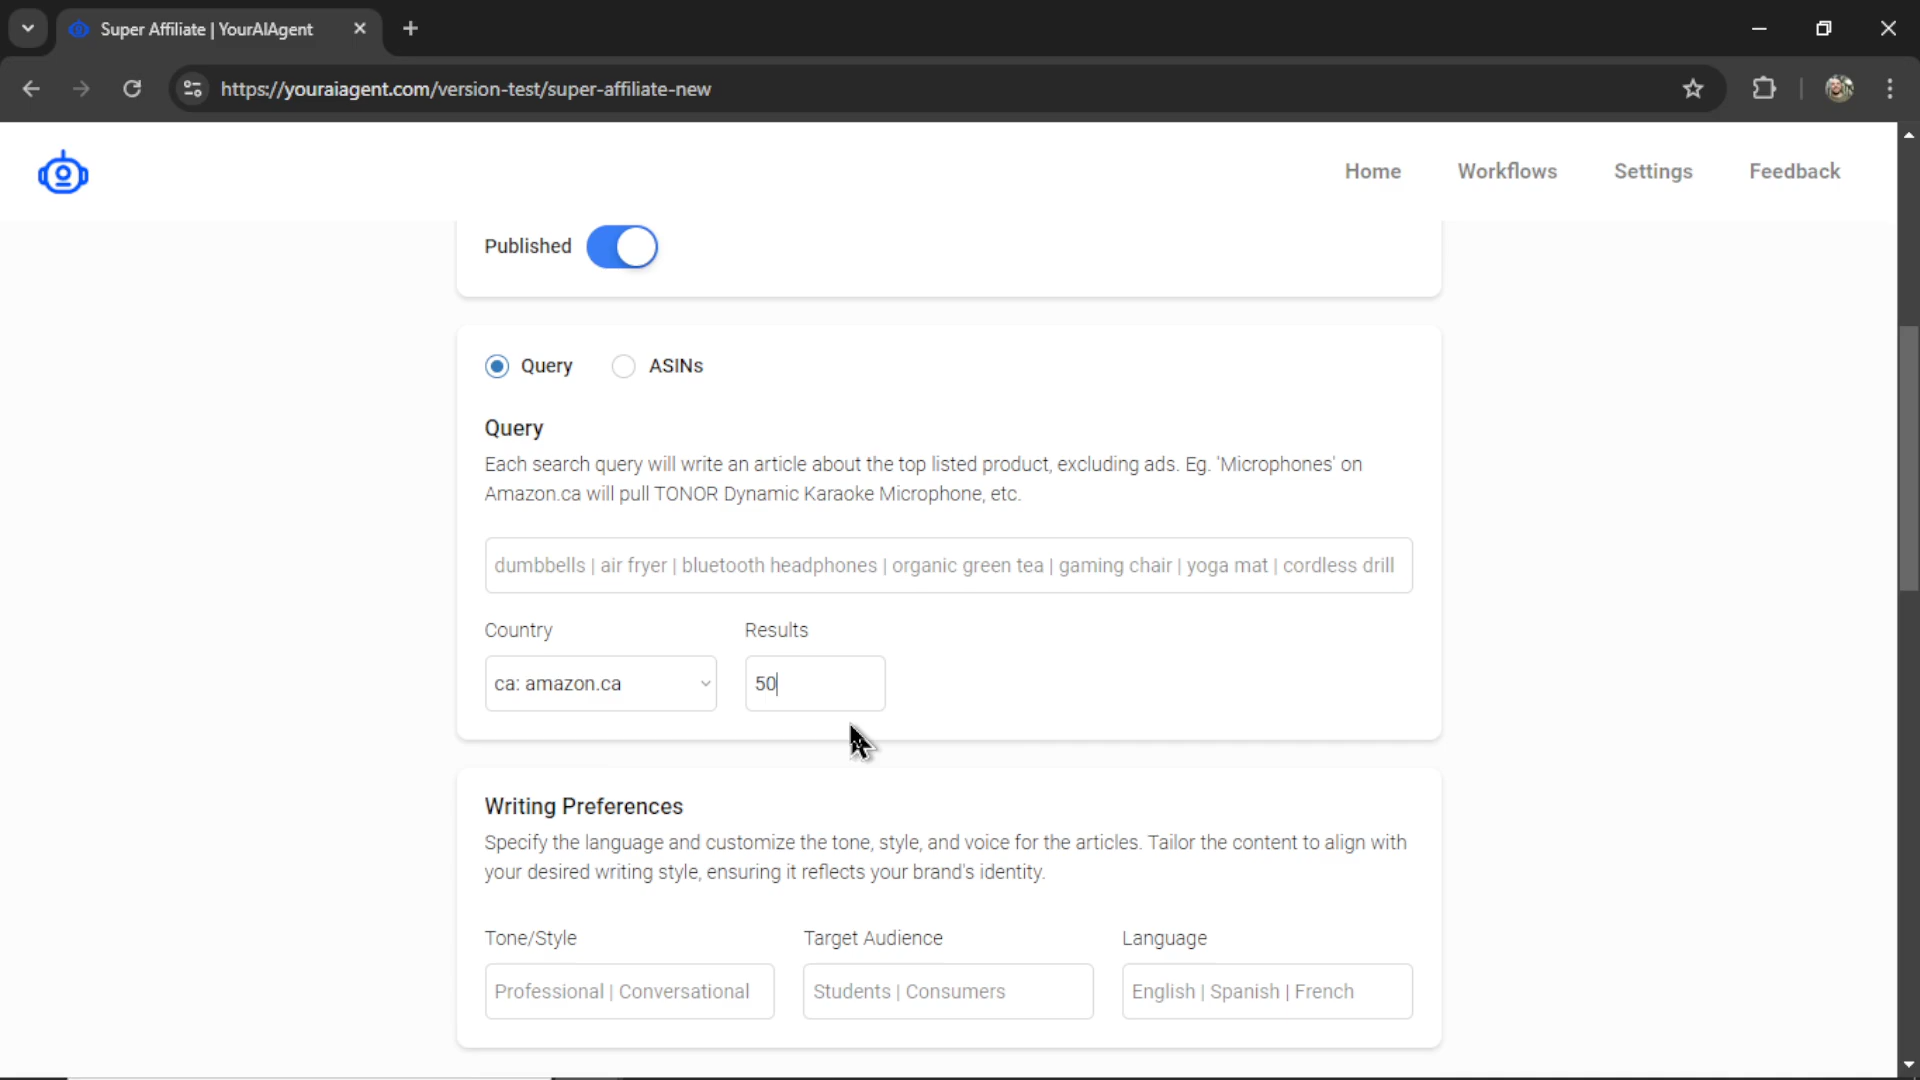 Super Affiliate | YourAIAgent
https://youraiagent.com/version-test/super-affiliate-new
Home Workflows Settings Feedback
Published
Query ASINs
Query
Each search query will write an article about the top listed product, excluding ads. Eg. 'Microphones' on
Amazon.ca will pull TONOR Dynamic Karaoke Microphone, etc.
dumbbells | air fryer | bluetooth headphones | organic green tea | gaming chair | yoga mat | cordless drill
Country Results
ca: amazon.ca 50
Writing Preferences
Specify the language and customize the tone, style, and voice for the articles. Tailor the content to align with
your desired writing style, ensuring it reflects your brand's identity.
Tone/Style Target Audience Language
Professional | Conversational Students | Consumers English | Spanish | French